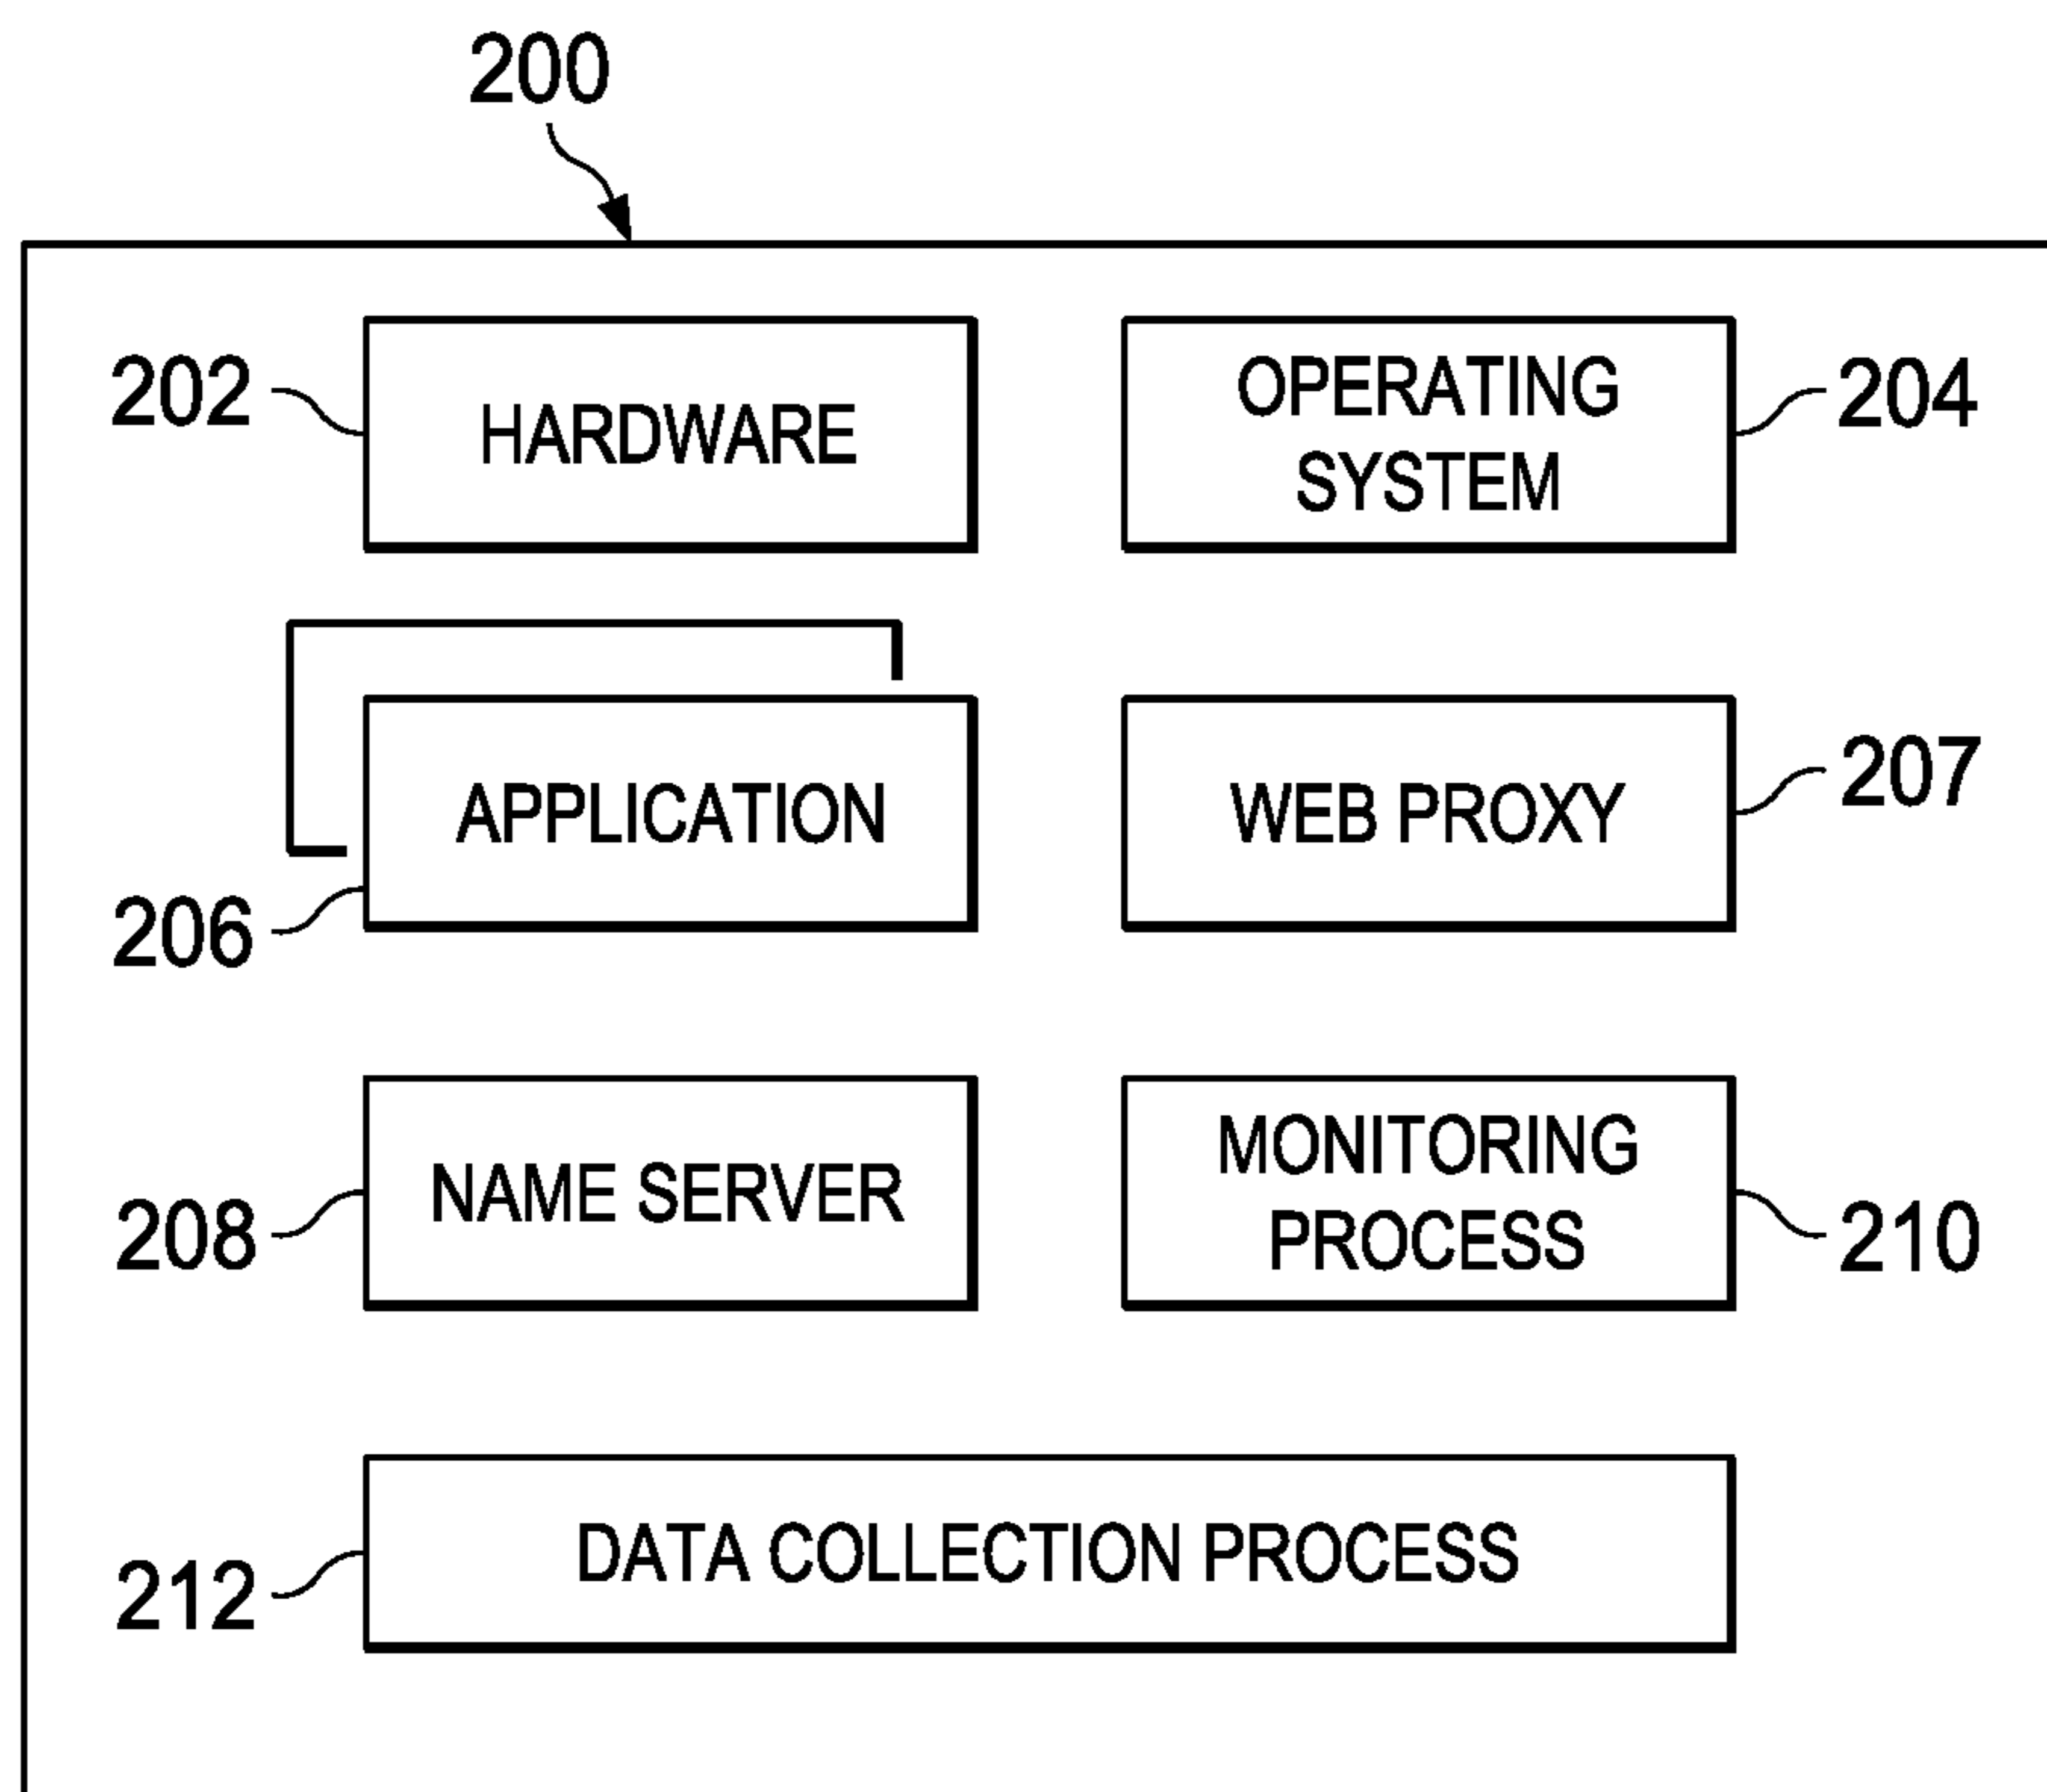 200
202
HARDWARE
OPERATING
SYSTEM
204
APPLICATION
206
WEB PROXY
207
NAME SERVER
208
MONITORING
PROCESS
210
DATA COLLECTION PROCESS
212